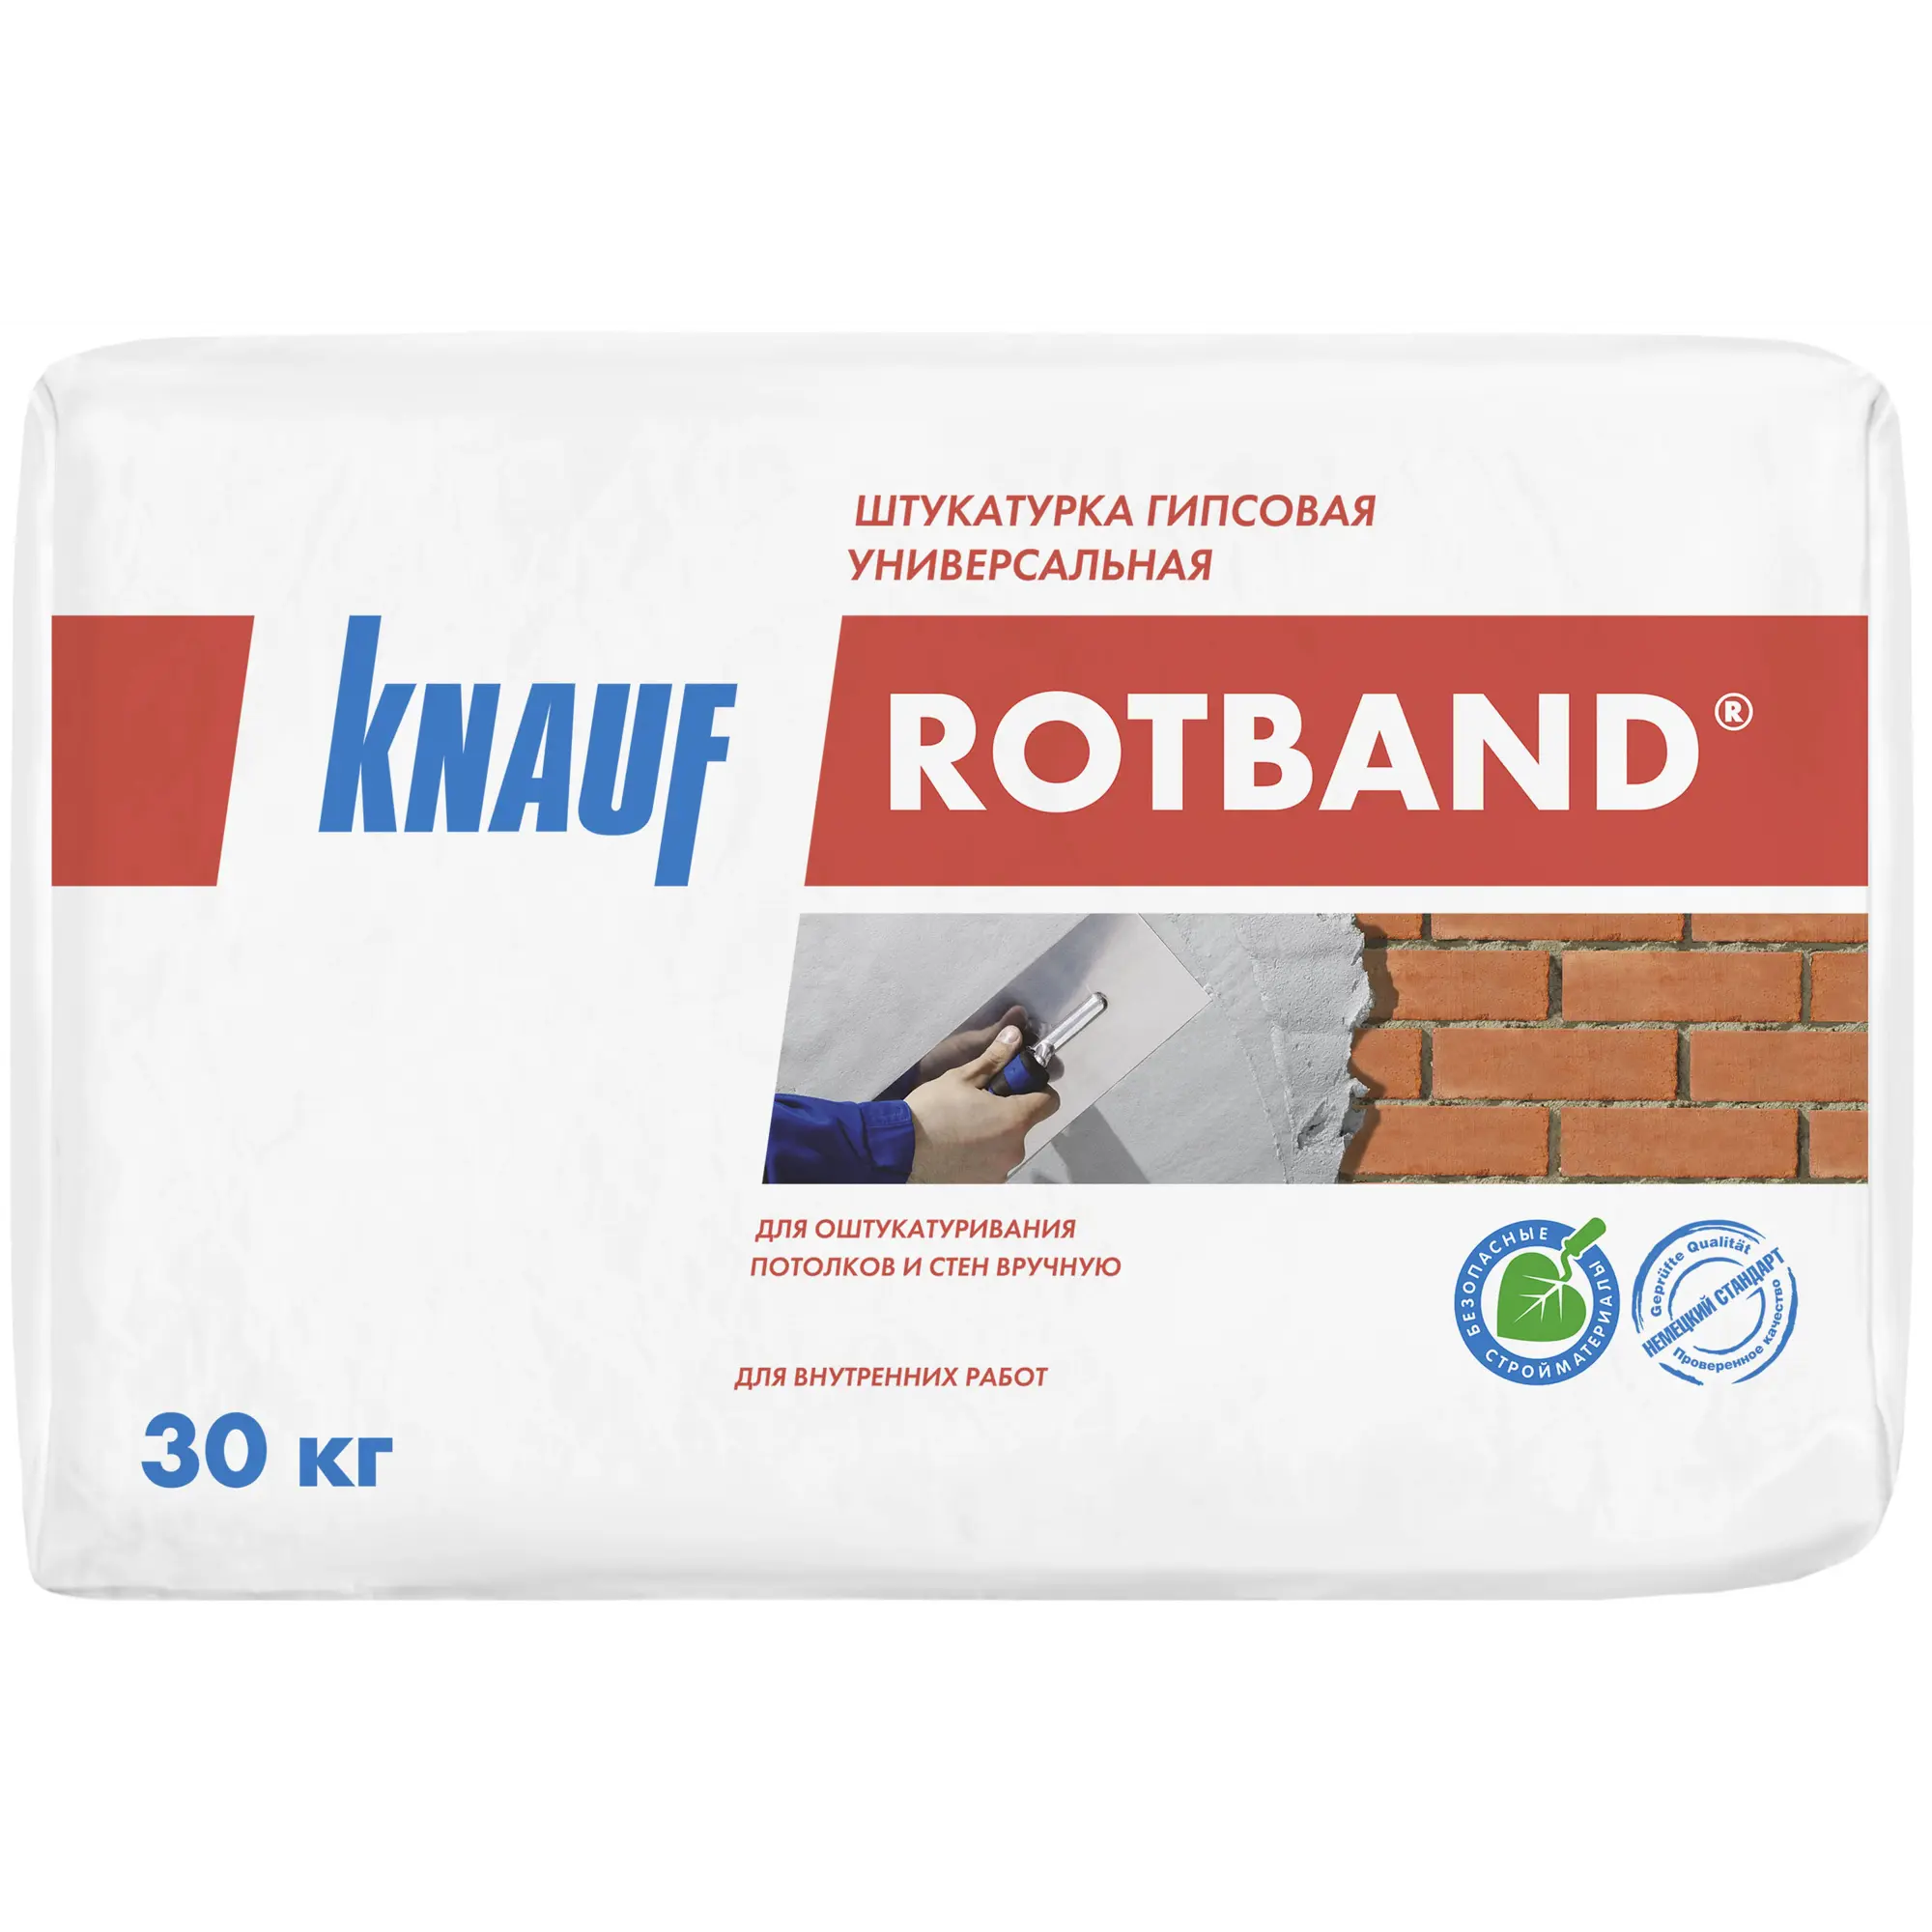 ШТУКАТУРКА ГИПСОВАЯ
УНИВЕРСАЛЬНАЯ
KNAUF
ROTBAND®
ДЛЯ ОШТУКАТУРИВАНИЯ
ПОТОЛКОВ И СТЕН ВРУЧНУЮ
ДЛЯ ВНУТРЕННИХ РАБОТ
30 кг
БЕЗОПАСНЫЕ
СТРОЙМАТЕРИАЛЫ
Geprüfte Qualität
НЕМЕЦКИЙ СТАНДАРТ
Проверенное качество